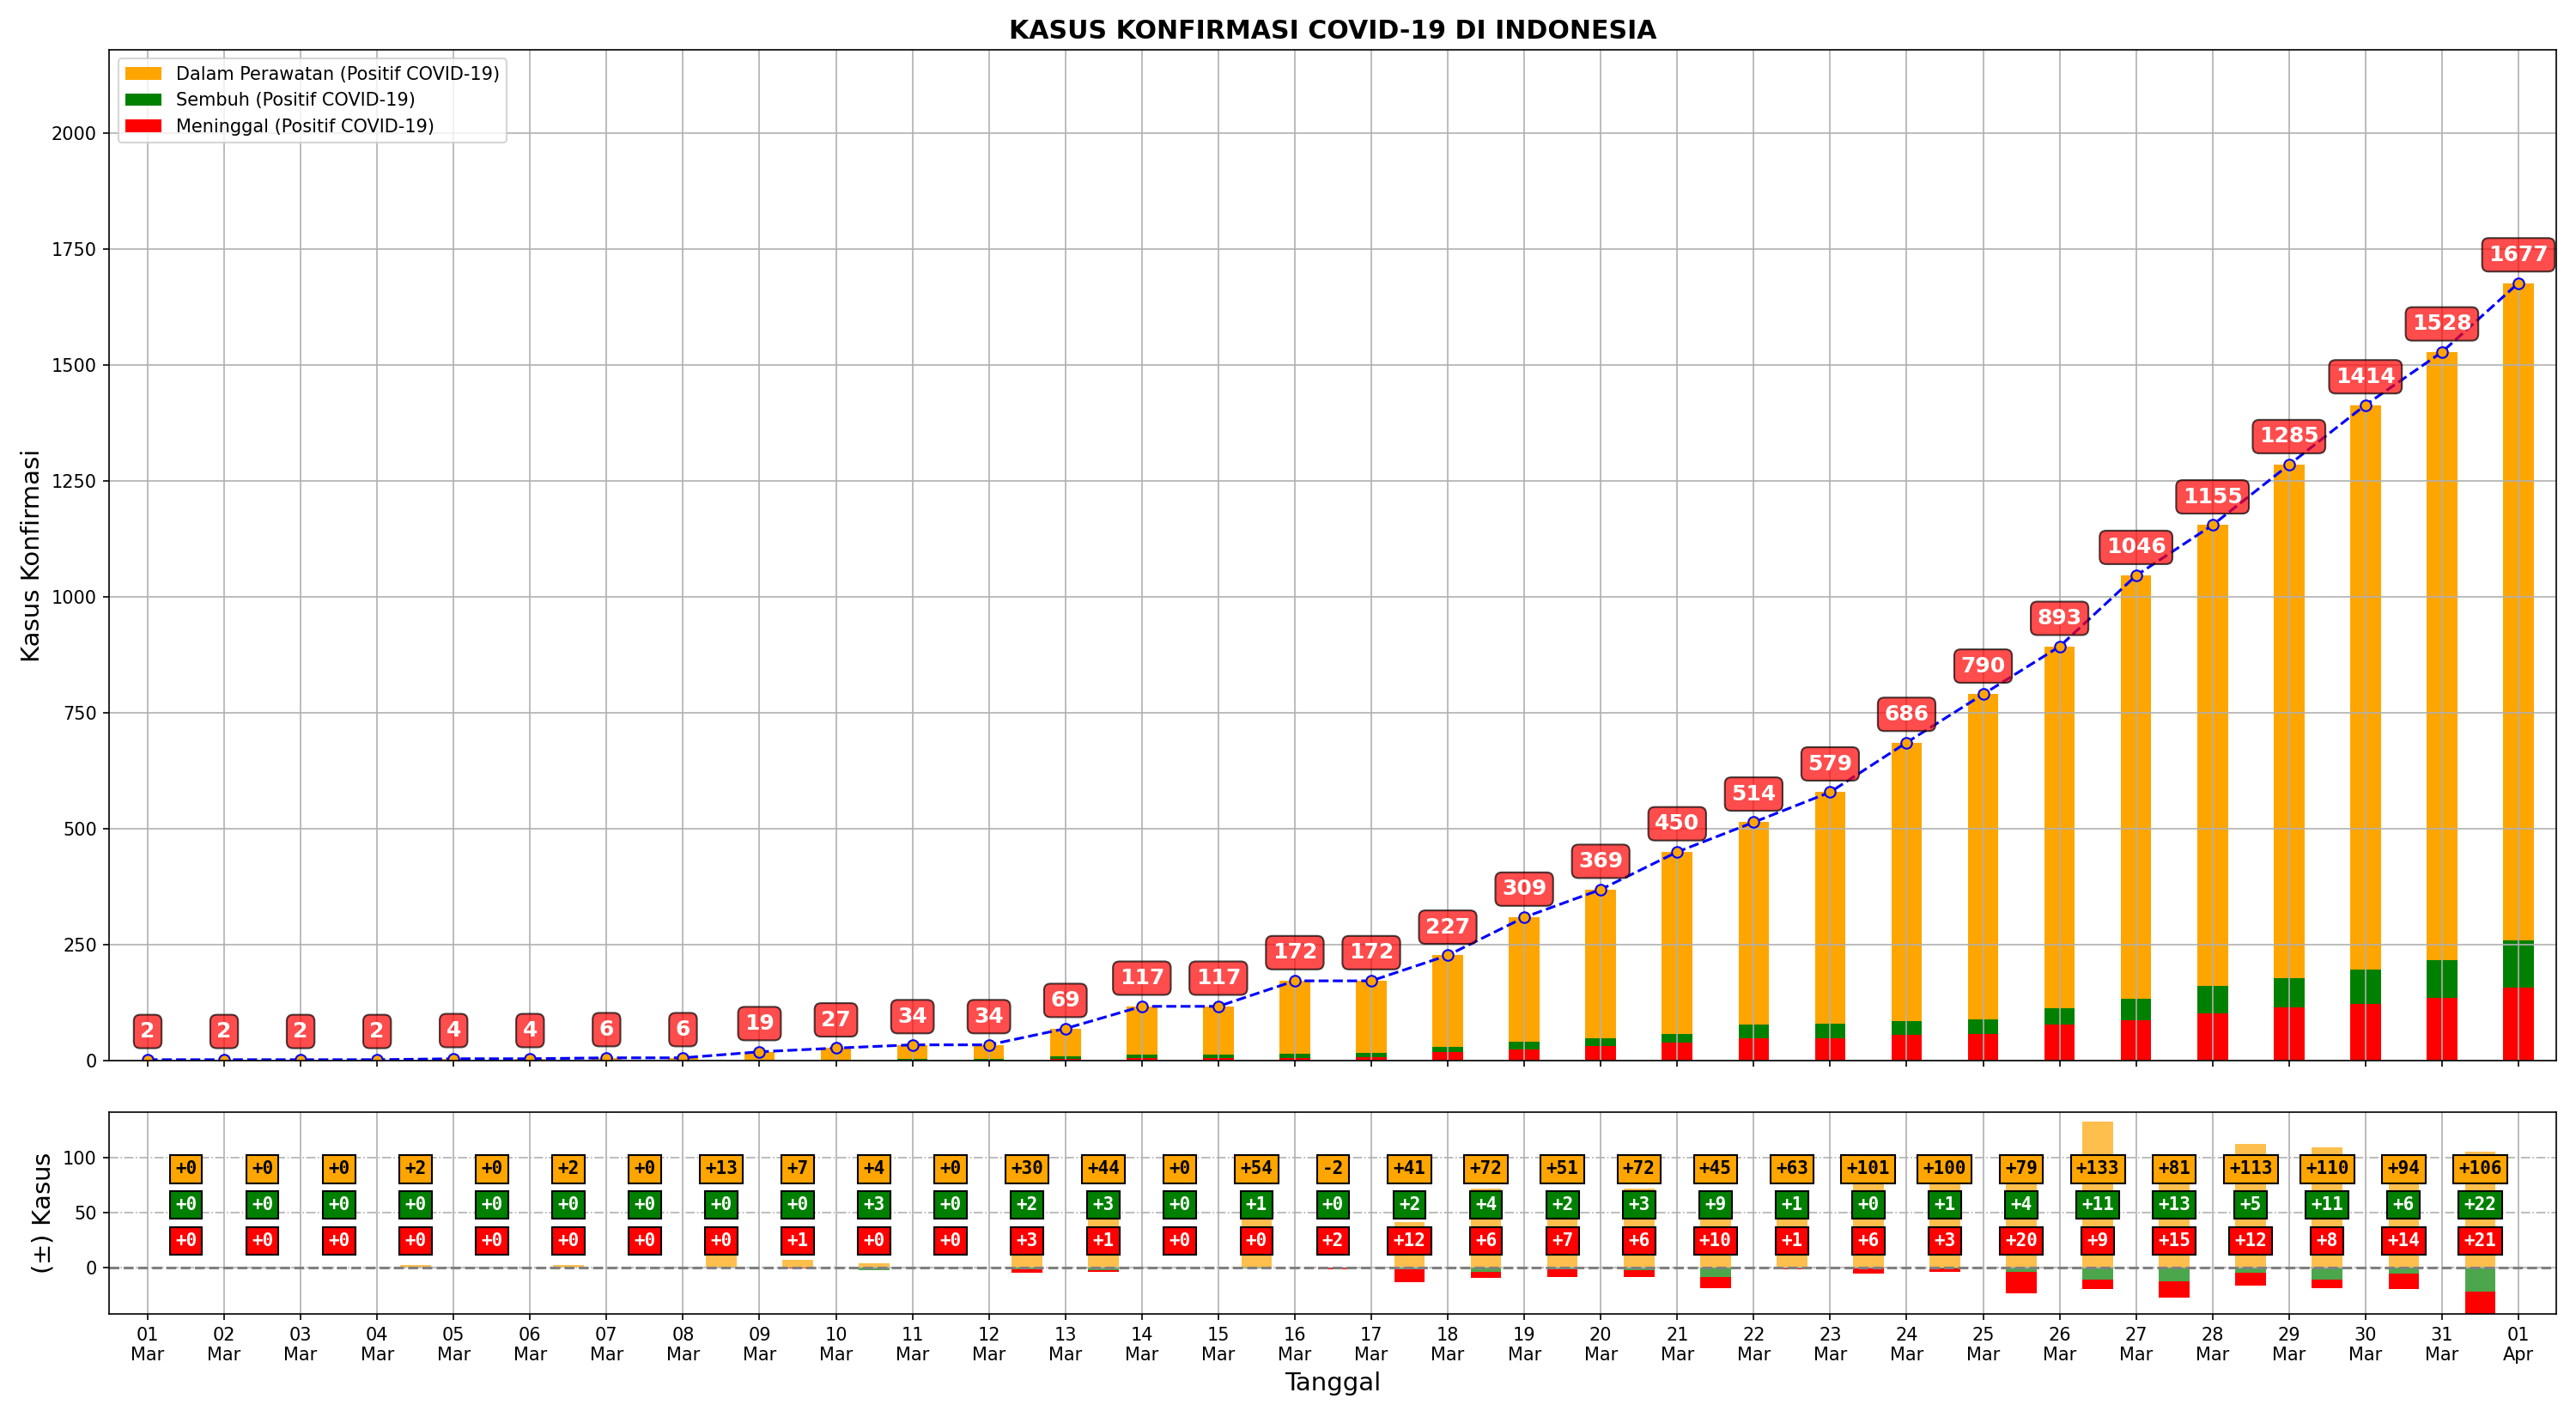 KASUS KONFIRMASI COVID-19 DI INDONESIA
Dalam Perawatan (Positif COVID-19)
Sembuh (Positif COVID-19)
Meninggal (Positif COVID-19)
Kasus Konfirmasi
2000
1750
1500
1250
1000
750
500
250
0
2 2 2 2 4 4 6 6 19 27 34 34 69 117 117 172 172 227 309 369 450 514 579 686 790 893 1046 1155 1285 1414 1528 1677
(±) Kasus
100
50
0
+0 +0 +0 +2 +0 +2 +0 +13 +7 +4 +0 +30 +44 +0 +54 -2 +41 +72 +51 +72 +45 +63 +101 +100 +79 +133 +81 +113 +110 +94 +106
+0 +0 +0 +0 +0 +0 +0 +0 +0 +3 +0 +2 +3 +0 +1 +0 +2 +4 +2 +3 +9 +1 +0 +1 +4 +11 +13 +5 +11 +6 +22
+0 +0 +0 +0 +0 +0 +0 +0 +1 +0 +0 +3 +1 +0 +0 +2 +12 +6 +7 +6 +10 +1 +6 +3 +20 +9 +15 +12 +8 +14 +21
01 02 03 04 05 06 07 08 09 10 11 12 13 14 15 16 17 18 19 20 21 22 23 24 25 26 27 28 29 30 31 01
Mar Mar Mar Mar Mar Mar Mar Mar Mar Mar Mar Mar Mar Mar Mar Mar Mar Mar Mar Mar Mar Mar Mar Mar Mar Mar Mar Mar Mar Mar Mar Apr
Tanggal